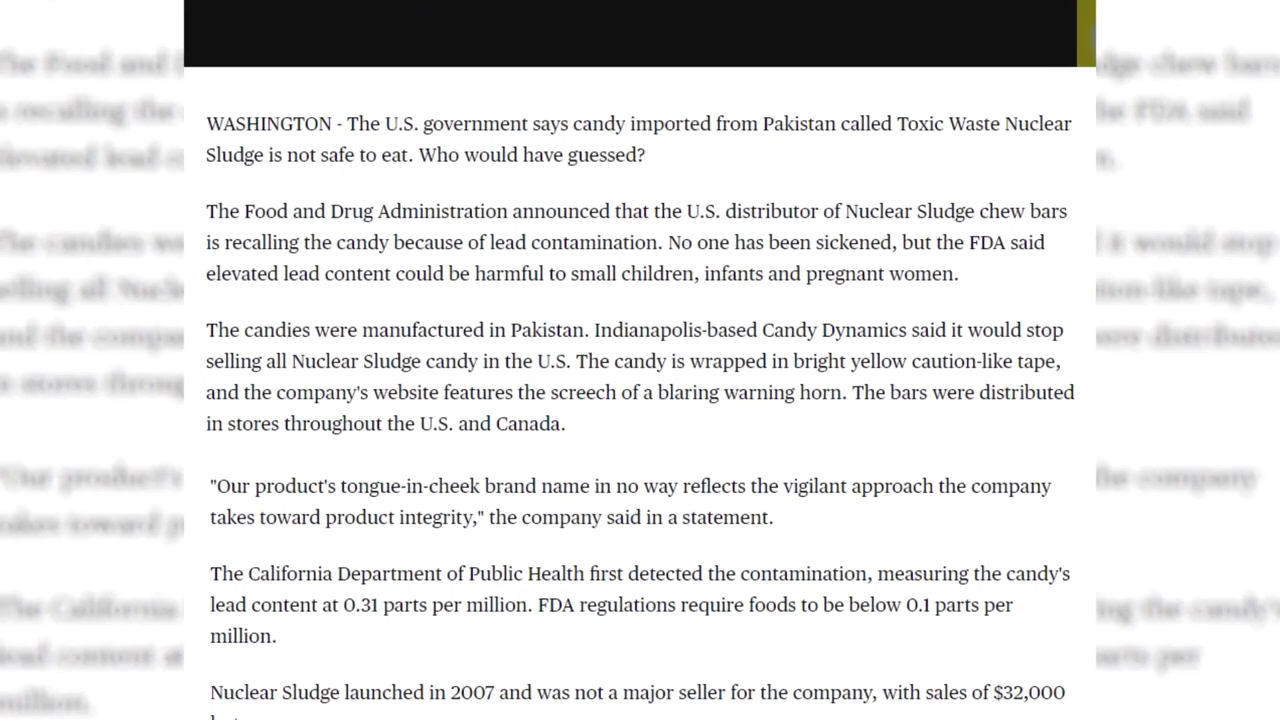 WASHINGTON - The U.S. government says candy imported from Pakistan called Toxic Waste Nuclear
Sludge is not safe to eat. Who would have guessed?
The Food and Drug Administration announced that the U.S. distributor of Nuclear Sludge chew bars
is recalling the candy because of lead contamination. No one has been sickened, but the FDA said
elevated lead content could be harmful to small children, infants and pregnant women.
The candies were manufactured in Pakistan. Indianapolis-based Candy Dynamics said it would stop
selling all Nuclear Sludge candy in the U.S. The candy is wrapped in bright yellow caution-like tape,
and the company's website features the screech of a blaring warning horn. The bars were distributed
in stores throughout the U.S. and Canada.
"Our product's tongue-in-cheek brand name in no way reflects the vigilant approach the company
takes toward product integrity," the company said in a statement.
The California Department of Public Health first detected the contamination, measuring the candy's
lead content at 0.31 parts per million. FDA regulations require foods to be below 0.1 parts per
million.
Nuclear Sludge launched in 2007 and was not a major seller for the company, with sales of $32,000